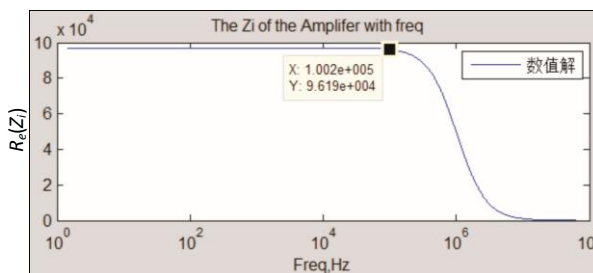 The Zi of the Amplifer with freq
x 10^4
10
8
6
4
2
0
Re(Zi)
X: 1.002e+005
Y: 9.619e+004
数值解
10^0
10^2
10^4
10^6
10
Freq,Hz